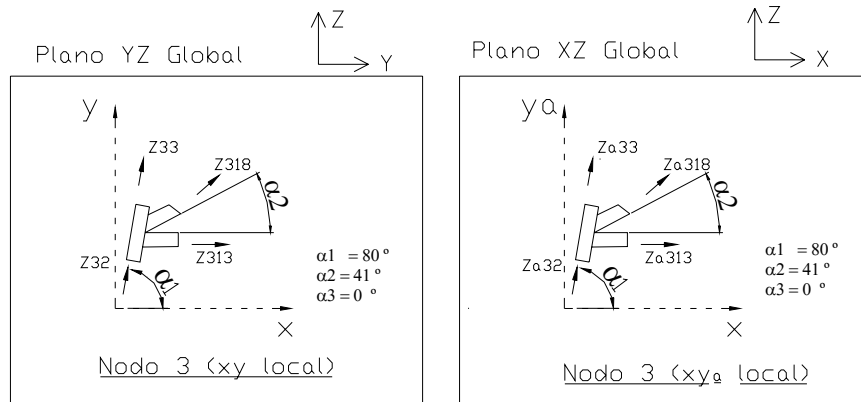 Z
Plano YZ Global
Y
y
Z33
Z318
α2
Z32
Z313
α1
α1 = 80 º
α2 = 41 º
α3 = 0 º
x
Nodo 3 (xy local)
Z
Plano XZ Global
X
ya
Za33
Za318
α2
Za32
Za313
α1
α1 = 80 º
α2 = 41 º
α3 = 0 º
x
Nodo 3 (xya local)